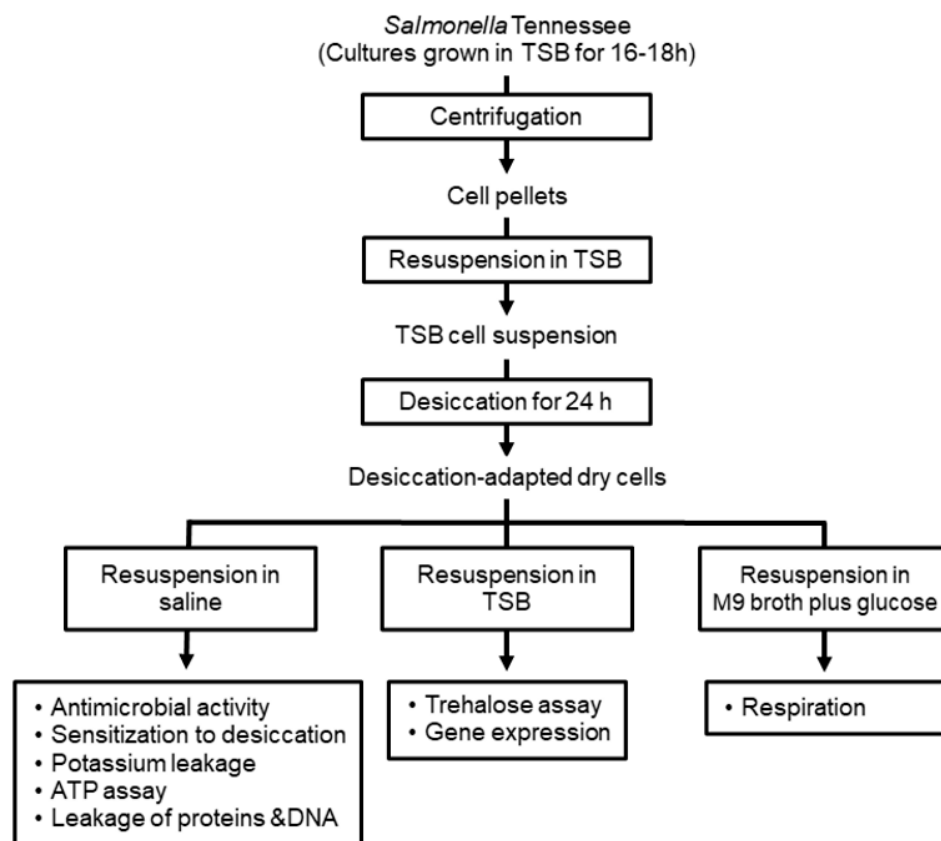 Salmonella Tennessee
(Cultures grown in TSB for 16-18h)
Centrifugation
Cell pellets
Resuspension in TSB
TSB cell suspension
Desiccation for 24 h
Desiccation-adapted dry cells
Resuspension in
saline
Resuspension in
TSB
Resuspension in
M9 broth plus glucose
• Antimicrobial activity
• Sensitization to desiccation
• Potassium leakage
• ATP assay
• Leakage of proteins &DNA
• Trehalose assay
• Gene expression
• Respiration